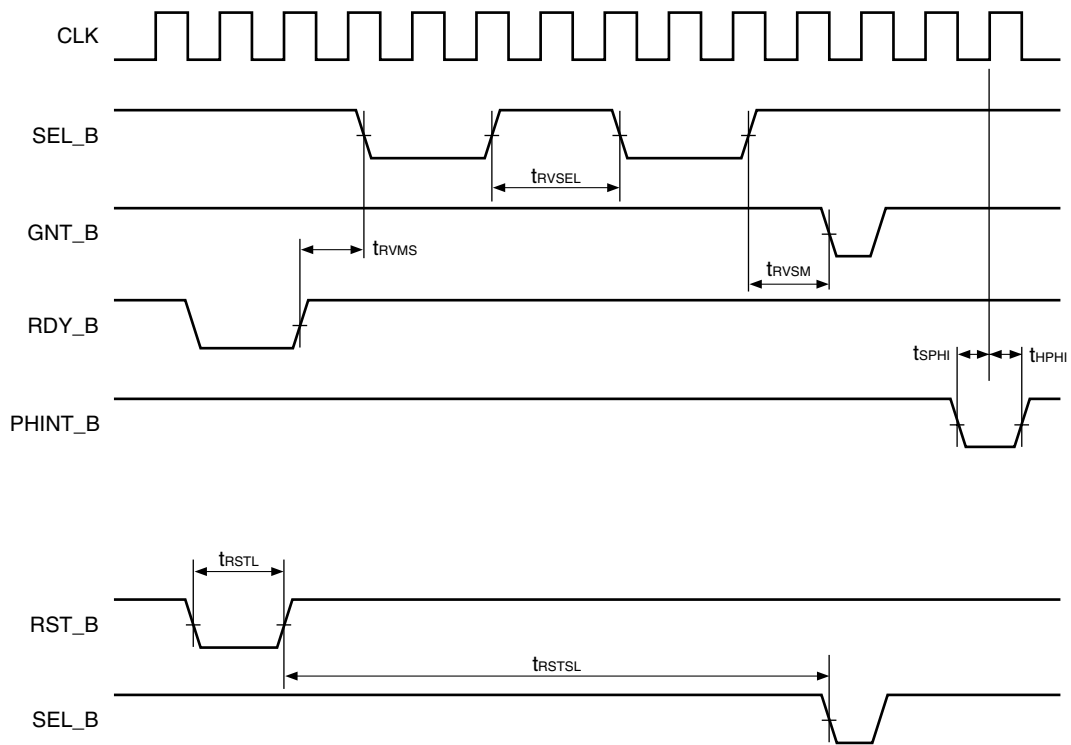 CLK
SEL_B
tRVSEL
GNT_B
tRVMS
tRVSM
RDY_B
tSPHI
tHPHI
PHINT_B
tRSTL
RST_B
tRSTSL
SEL_B